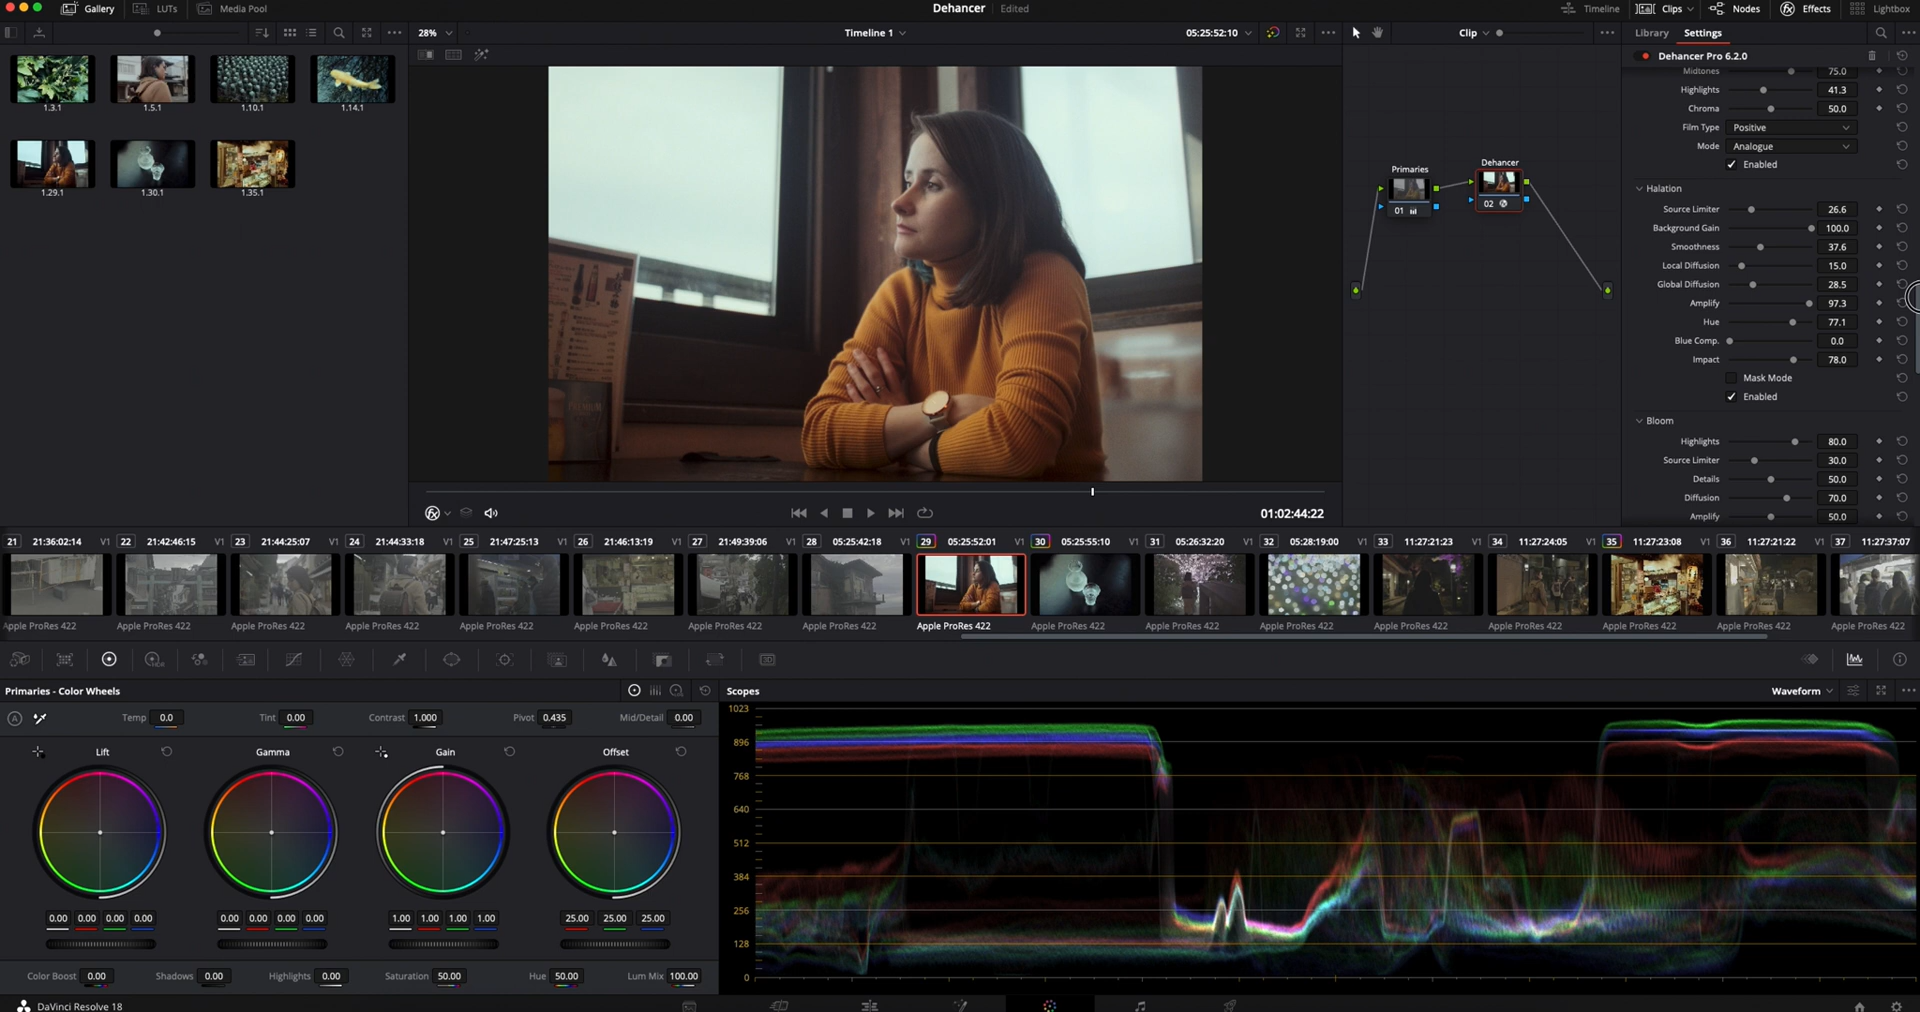 Gallery LUTs Media Pool Dehancer Edited Timeline Clips Nodes Effects Lightbox
28% Timeline 1 05:25:52:10 Clip Library Settings
Dehancer Pro 6.2.0
Midtones 75.0
Highlights 41.3
Chroma 50.0
Film Type Positive
Mode Analogue
Enabled
Halation
Source Limiter 26.6
Background Gain 100.0
Smoothness 37.6
Local Diffusion 15.0
Global Diffusion 28.5
Amplify 97.3
Hue 77.1
Blue Comp. 0.0
Impact 78.0
Mask Mode
Enabled
Bloom
Highlights 80.0
Source Limiter 30.0
Details 50.0
Diffusion 70.0
Amplify 50.0
1.3.1 1.5.1 1.10.1 1.14.1
1.29.1 1.30.1 1.35.1
Primaries
01
Dehancer
02
PREMIUM
01:02:44:22
21 21:36:02:14 V1 22 21:42:46:15 V1 23 21:44:25:07 V1 24 21:44:33:18 V1 25 21:47:25:13 V1 26 21:46:13:19 V1 27 21:49:39:06 V1 28 05:25:42:18 V1 29 05:25:52:01 V1 30 05:25:55:10 V1 31 05:26:32:20 V1 32 05:28:19:00 V1 33 11:27:21:23 V1 34 11:27:24:05 V1 35 11:27:23:08 V1 36 11:27:21:22 V1 37 11:27:37:07
Apple ProRes 422 Apple ProRes 422 Apple ProRes 422 Apple ProRes 422 Apple ProRes 422 Apple ProRes 422 Apple ProRes 422 Apple ProRes 422 Apple ProRes 422 Apple ProRes 422 Apple ProRes 422 Apple ProRes 422 Apple ProRes 422 Apple ProRes 422 Apple ProRes 422 Apple ProRes 422 Apple ProRes 422
HDR
3D
Primaries - Color Wheels
A Temp 0.0 Tint 0.00 Contrast 1.000 Pivot 0.435 Mid/Detail 0.00
Lift Gamma Gain Offset
0.00 0.00 0.00 0.00 0.00 0.00 0.00 0.00 1.00 1.00 1.00 1.00 25.00 25.00 25.00
Color Boost 0.00 Shadows 0.00 Highlights 0.00 Saturation 50.00 Hue 50.00 Lum Mix 100.00
Scopes Waveform
1023
896
768
640
512
384
256
128
0
DaVinci Resolve 18